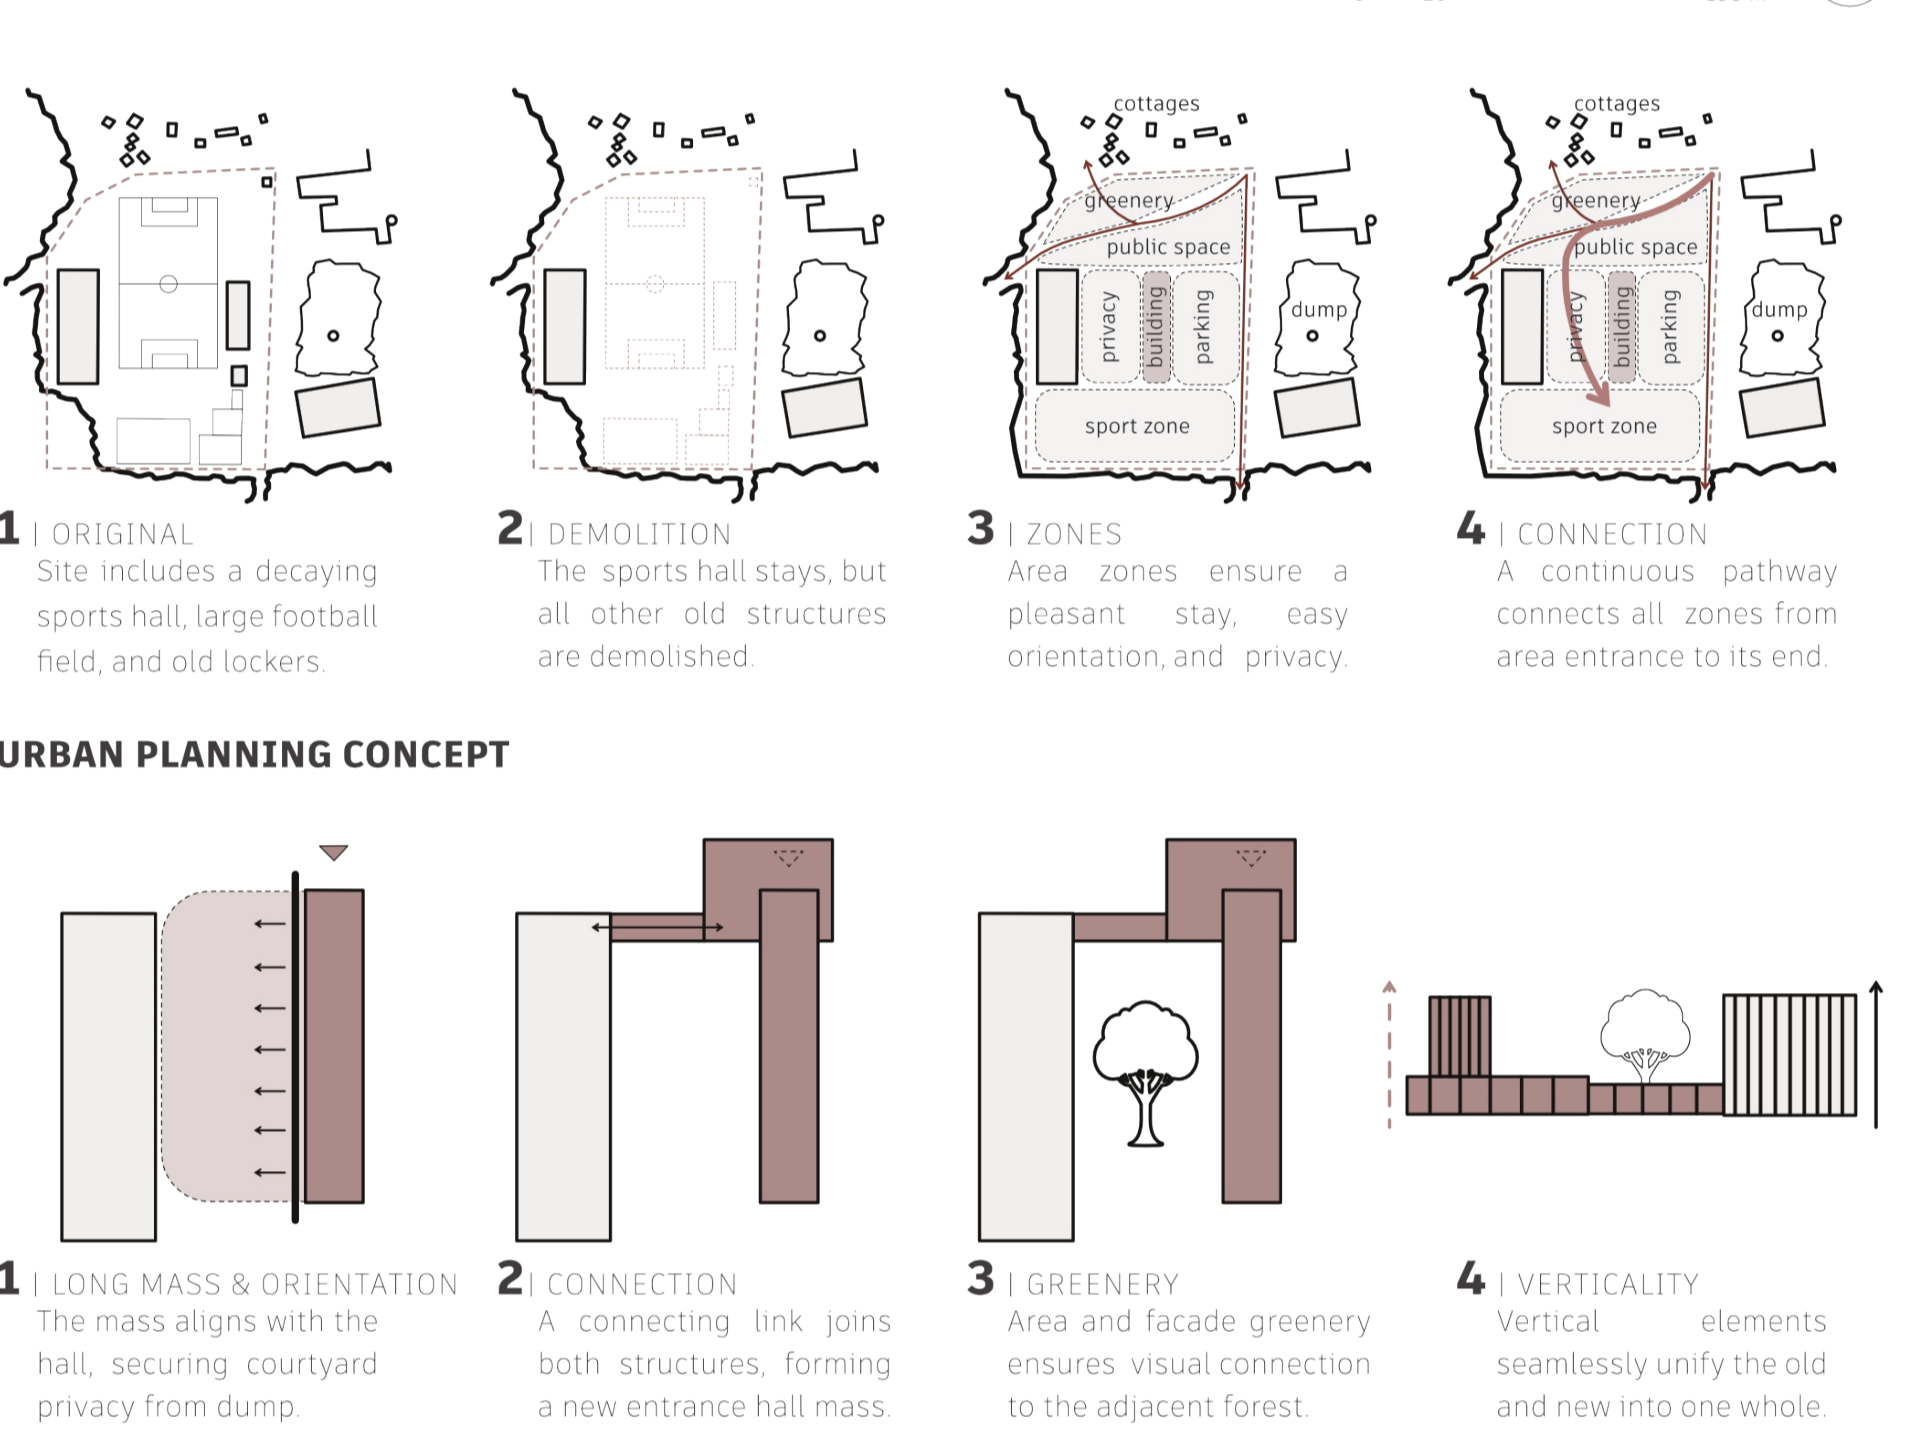 cottages
cottages
greenery
greenery
public space
public space
privacy
building
parking
dump
privacy
building
parking
dump
sport zone
sport zone
1 | ORIGINAL
Site includes a decaying
sports hall, large football
field, and old lockers.
2 | DEMOLITION
The sports hall stays, but
all other old structures
are demolished.
3 | ZONES
Area zones ensure a
pleasant stay, easy
orientation, and privacy.
4 | CONNECTION
A continuous pathway
connects all zones from
area entrance to its end.
URBAN PLANNING CONCEPT
1 | LONG MASS & ORIENTATION
The mass aligns with the
hall, securing courtyard
privacy from dump.
2 | CONNECTION
A connecting link joins
both structures, forming
a new entrance hall mass.
3 | GREENERY
Area and facade greenery
ensures visual connection
to the adjacent forest.
4 | VERTICALITY
Vertical elements
seamlessly unify the old
and new into one whole.